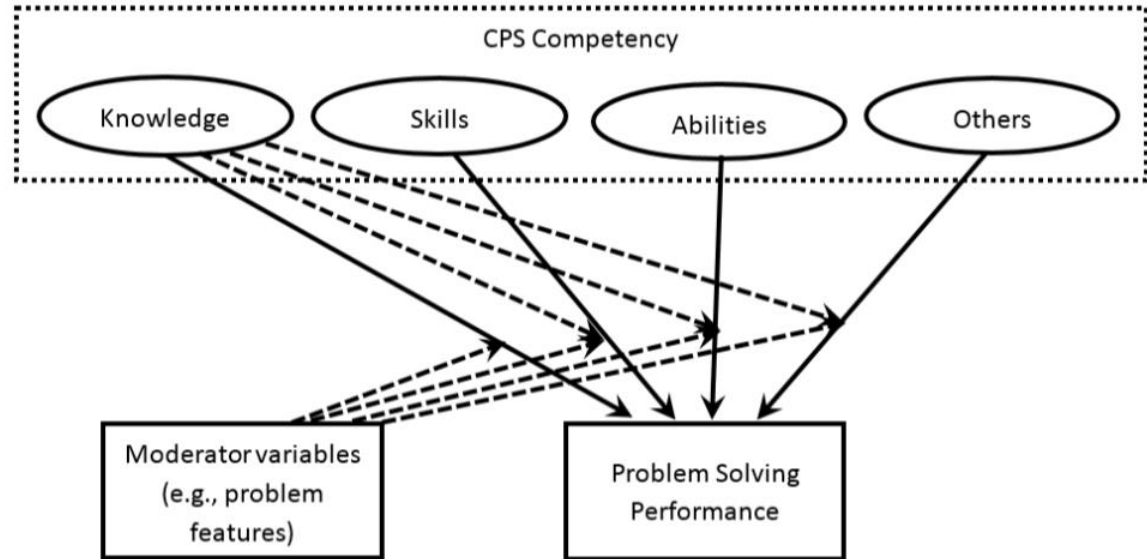 CPS Competency
Knowledge
Skills
Abilities
Others
Moderator variables
(e.g., problem
features)
Problem Solving
Performance